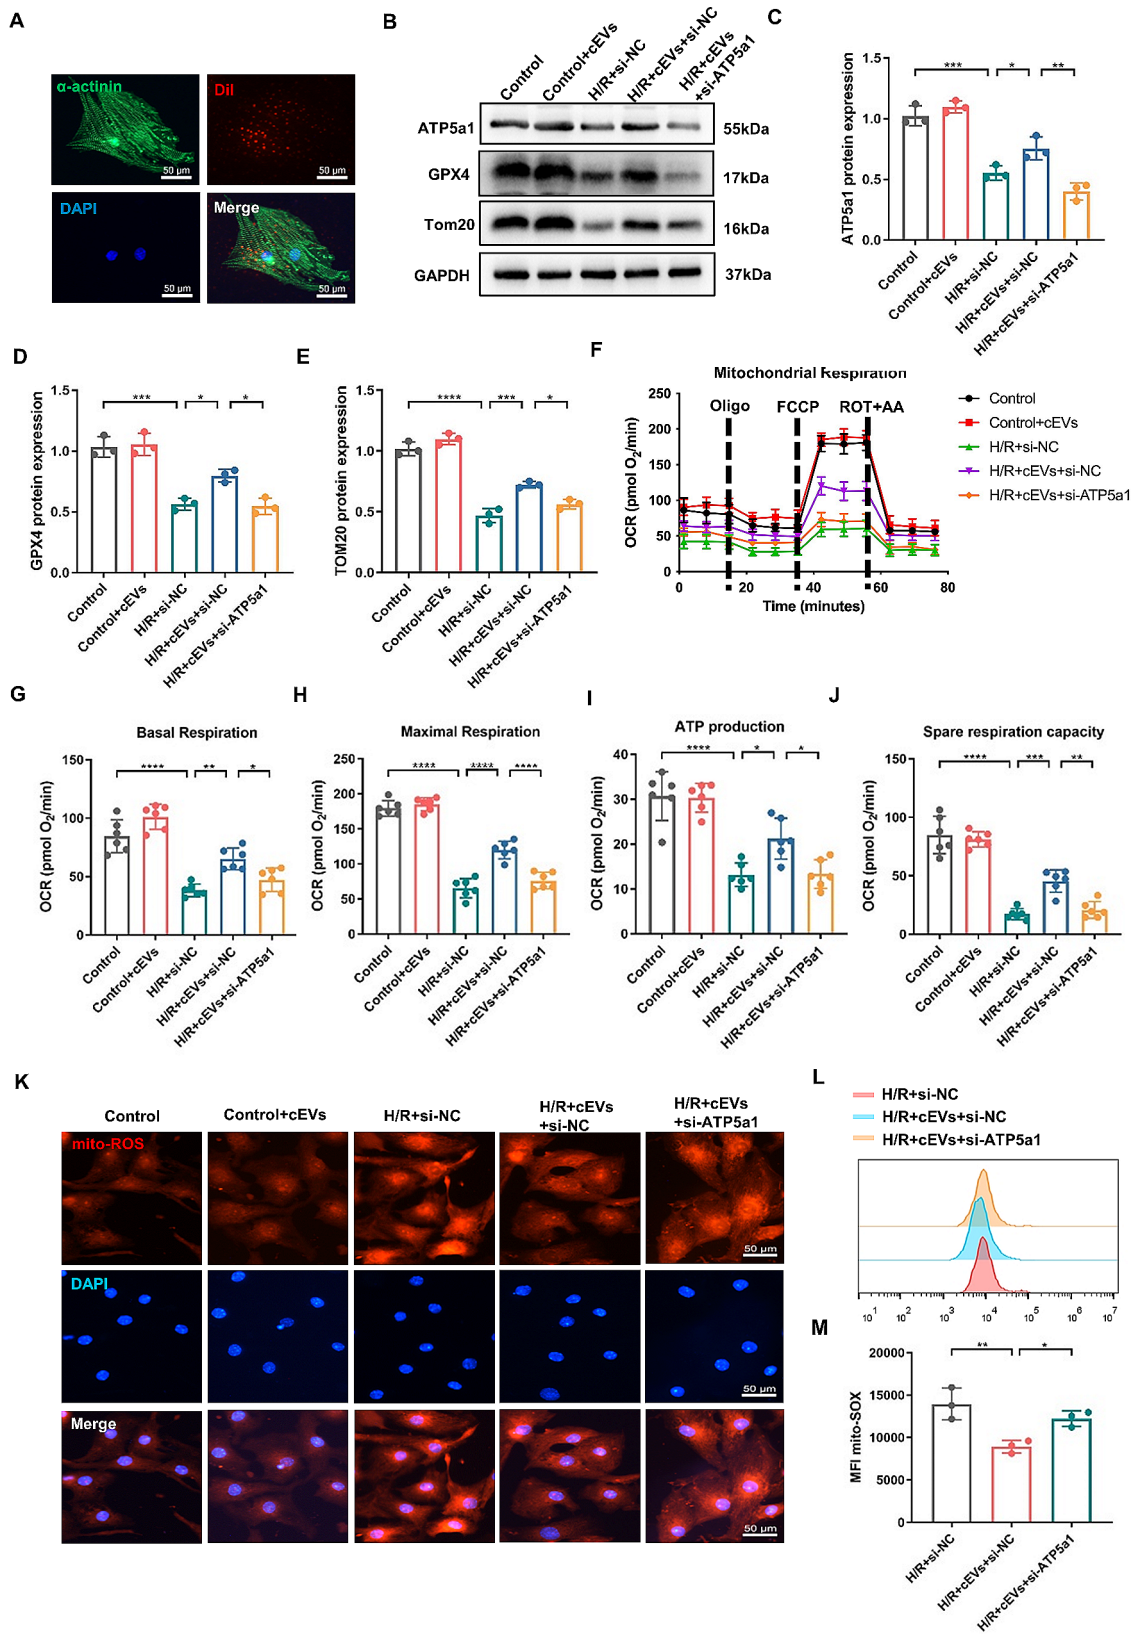 A
α-actinin
DiI
50 µm
50 µm
DAPI
Merge
50 µm
50 µm
B
Control
Control+cEVs
H/R+si-NC
H/R+cEVs+si-NC
H/R+cEVs
+si-ATP5a1
ATP5a1
55kDa
GPX4
17kDa
Tom20
16kDa
GAPDH
37kDa
C
ATP5a1 protein expression
1.5
1.0
0.5
0.0
***
*
**
Control
Control+cEVs
H/R+si-NC
H/R+cEVs+si-NC
H/R+cEVs+si-ATP5a1
D
GPX4 protein expression
1.5
1.0
0.5
0.0
***
*
*
Control
Control+cEVs
H/R+si-NC
H/R+cEVs+si-NC
H/R+cEVs+si-ATP5a1
E
TOM20 protein expression
1.5
1.0
0.5
0.0
****
***
*
Control
Control+cEVs
H/R+si-NC
H/R+cEVs+si-NC
H/R+cEVs+si-ATP5a1
F
Mitochondrial Respiration
Oligo
FCCP
ROT+AA
OCR (pmol O2/min)
250
200
150
100
50
0
0
20
40
60
80
Time (minutes)
Control
Control+cEVs
H/R+si-NC
H/R+cEVs+si-NC
H/R+cEVs+si-ATP5a1
G
Basal Respiration
OCR (pmol O2/min)
150
100
50
0
****
**
*
Control
Control+cEVs
H/R+si-NC
H/R+cEVs+si-NC
H/R+cEVs+si-ATP5a1
H
Maximal Respiration
OCR (pmol O2/min)
250
200
150
100
50
0
****
****
****
Control
Control+cEVs
H/R+si-NC
H/R+cEVs+si-NC
H/R+cEVs+si-ATP5a1
I
ATP production
OCR (pmol O2/min)
40
30
20
10
0
****
*
*
Control
Control+cEVs
H/R+si-NC
H/R+cEVs+si-NC
H/R+cEVs+si-ATP5a1
J
Spare respiration capacity
OCR (pmol O2/min)
150
100
50
0
****
***
**
Control
Control+cEVs
H/R+si-NC
H/R+cEVs+si-NC
H/R+cEVs+si-ATP5a1
K
Control
Control+cEVs
H/R+si-NC
H/R+cEVs
+si-NC
H/R+cEVs
+si-ATP5a1
mito-ROS
50 µm
DAPI
50 µm
Merge
50 µm
L
H/R+si-NC
H/R+cEVs+si-NC
H/R+cEVs+si-ATP5a1
10^1
10^2
10^3
10^4
10^5
10^6
10^7
M
MFI mito-SOX
20000
15000
10000
5000
0
**
*
H/R+si-NC
H/R+cEVs+si-NC
H/R+cEVs+si-ATP5a1